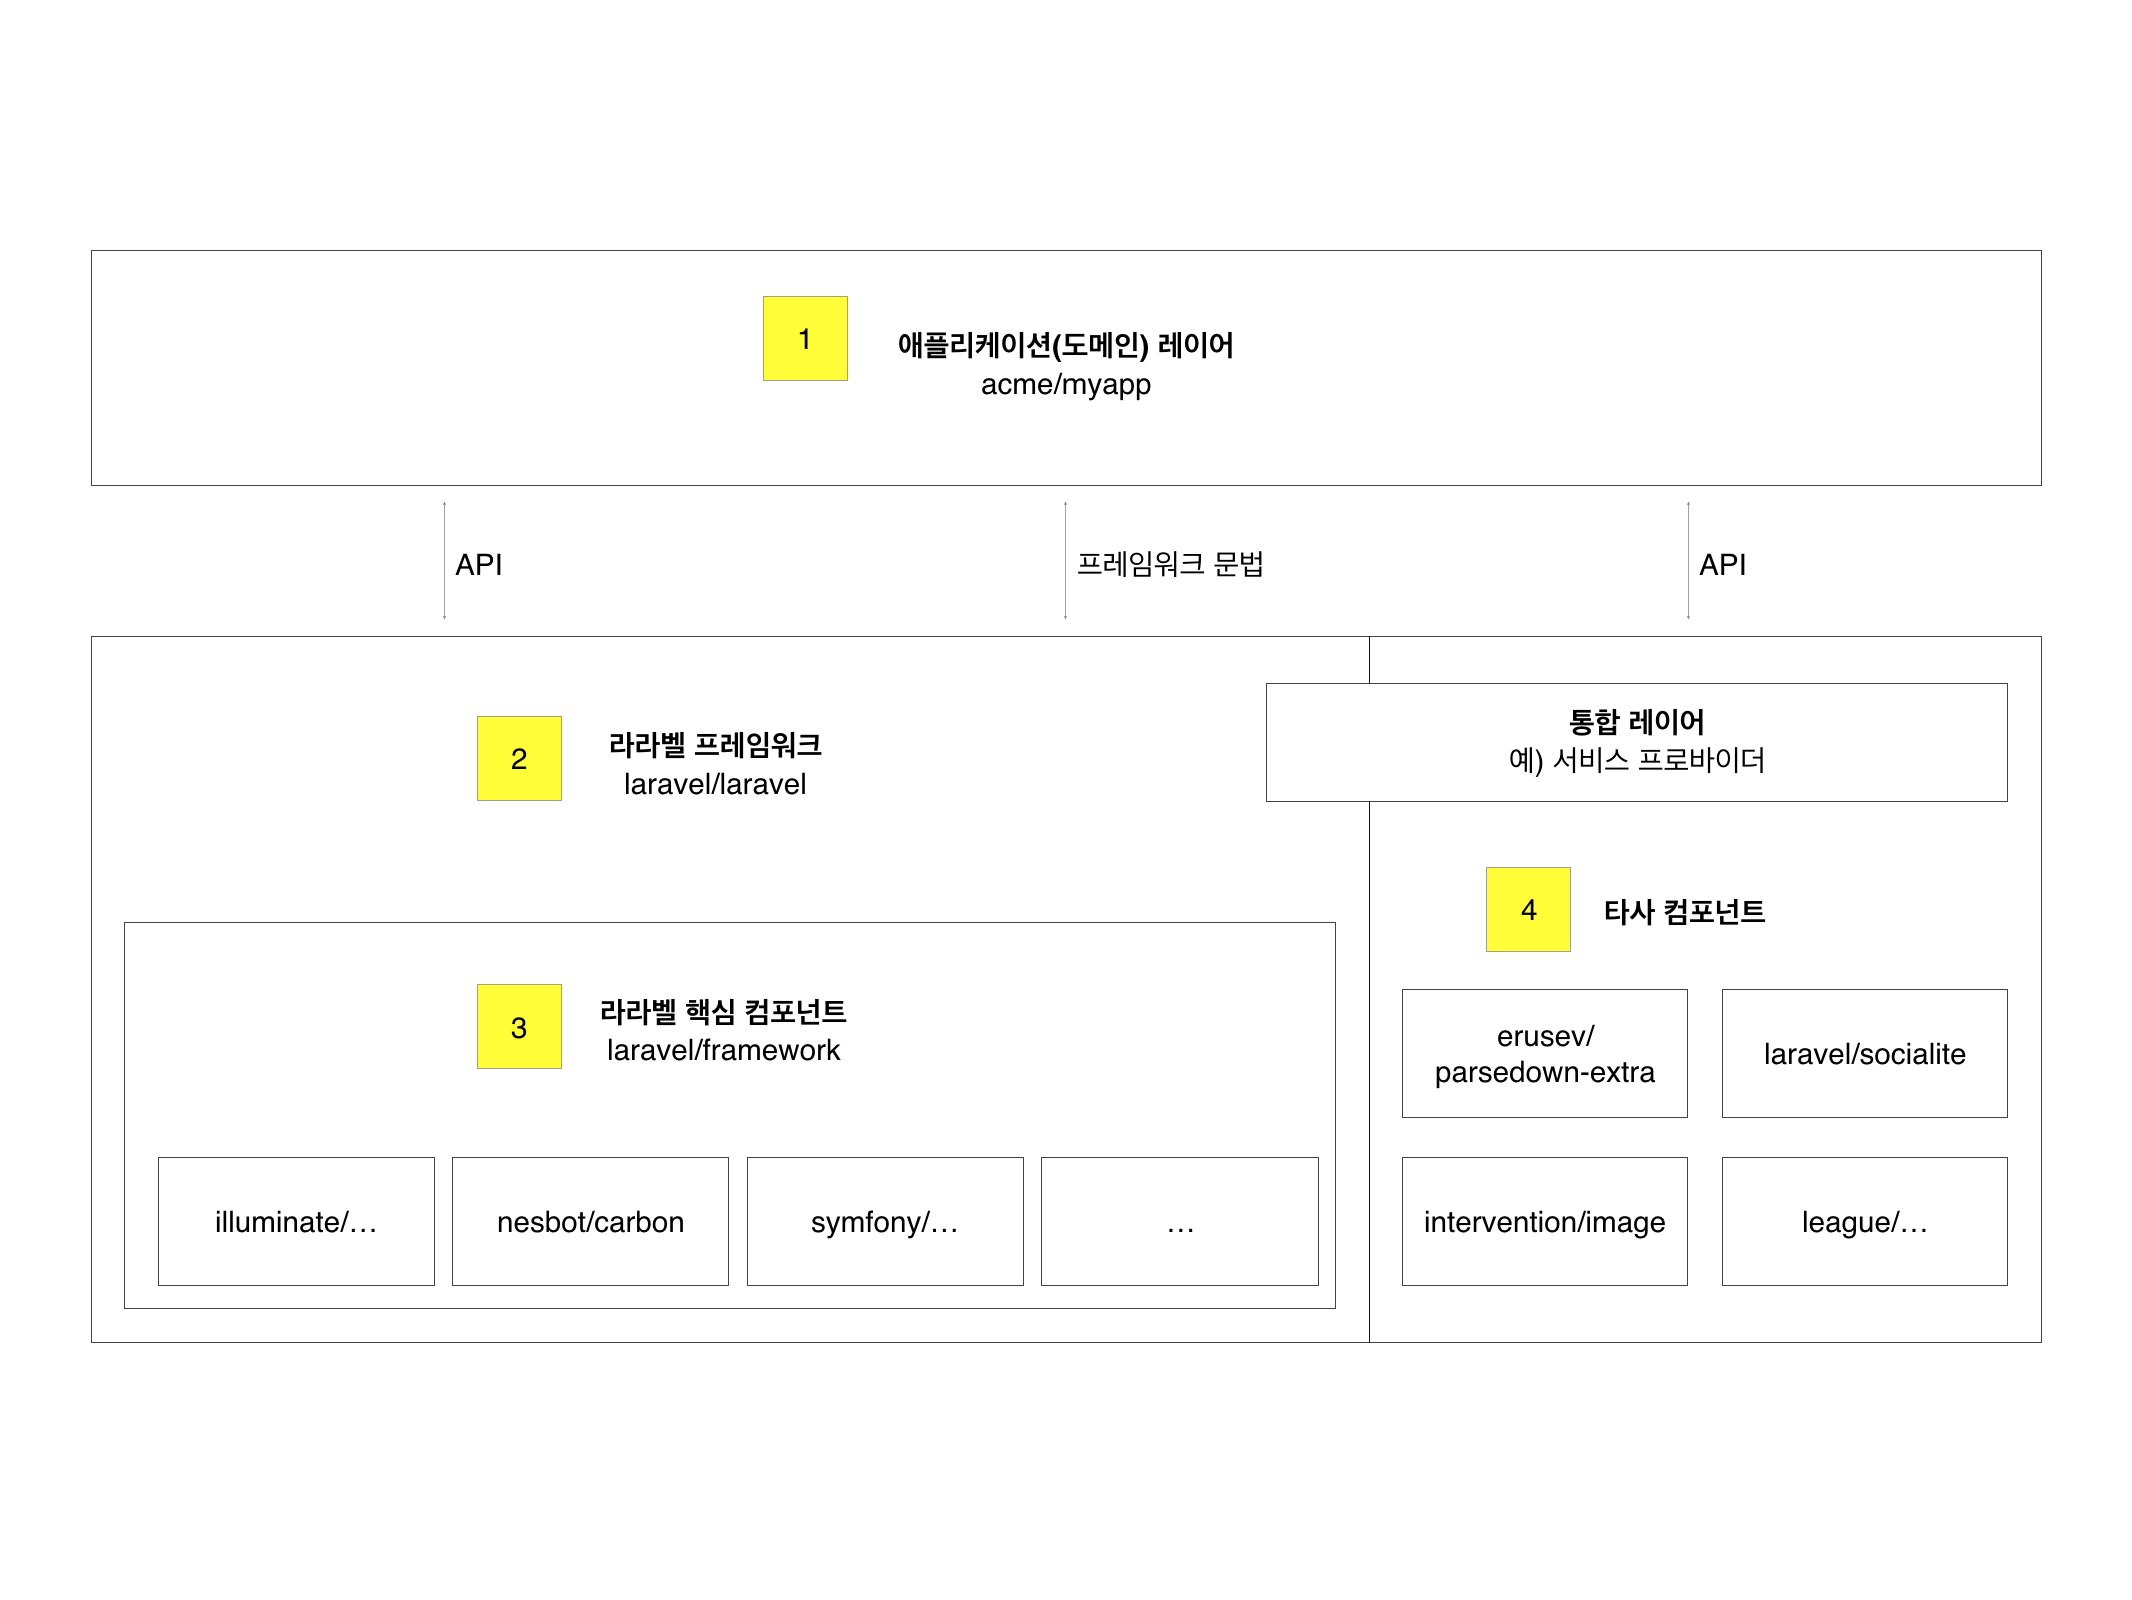 1
애플리케이션(도메인) 레이어
acme/myapp
API
프레임워크 문법
API
2
라라벨 프레임워크
laravel/laravel
통합 레이어
예) 서비스 프로바이더
3
라라벨 핵심 컴포넌트
laravel/framework
illuminate/…
nesbot/carbon
symfony/…
…
4
타사 컴포넌트
erusev/
parsedown-extra
laravel/socialite
intervention/image
league/…